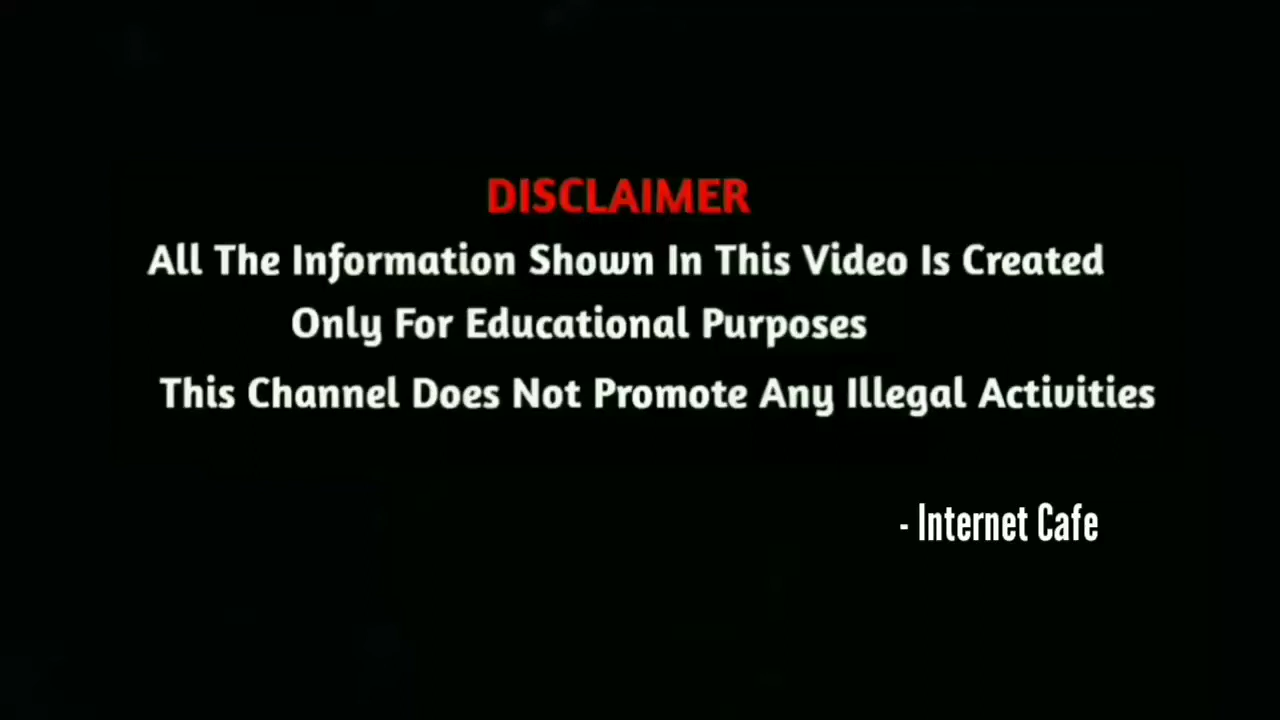 DISCLAIMER
All The Information Shown In This Video Is Created
Only For Educational Purposes
This Channel Does Not Promote Any Illegal Activities
- Internet Cafe